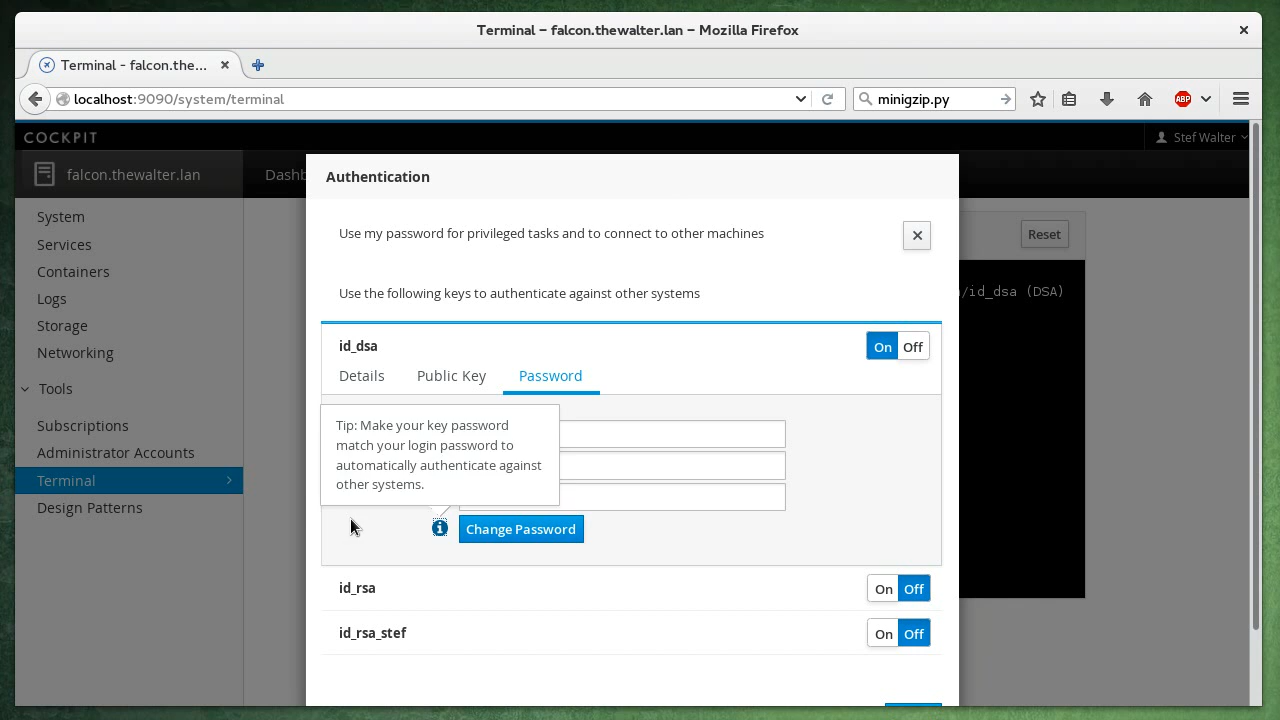 Terminal – falcon.thewalter.lan – Mozilla Firefox
Terminal - falcon.the...
localhost:9090/system/terminal
minigzip.py
ABP
COCKPIT
Stef Walter
falcon.thewalter.lan
Dashb
Authentication
System
Services
Containers
Logs
Storage
Networking
Tools
Subscriptions
Administrator Accounts
Terminal
Design Patterns
Use my password for privileged tasks and to connect to other machines
Use the following keys to authenticate against other systems
Reset
/id_dsa (DSA)
id_dsa
On Off
Details Public Key Password
Tip: Make your key password
match your login password to
automatically authenticate against
other systems.
Change Password
id_rsa
On Off
id_rsa_stef
On Off